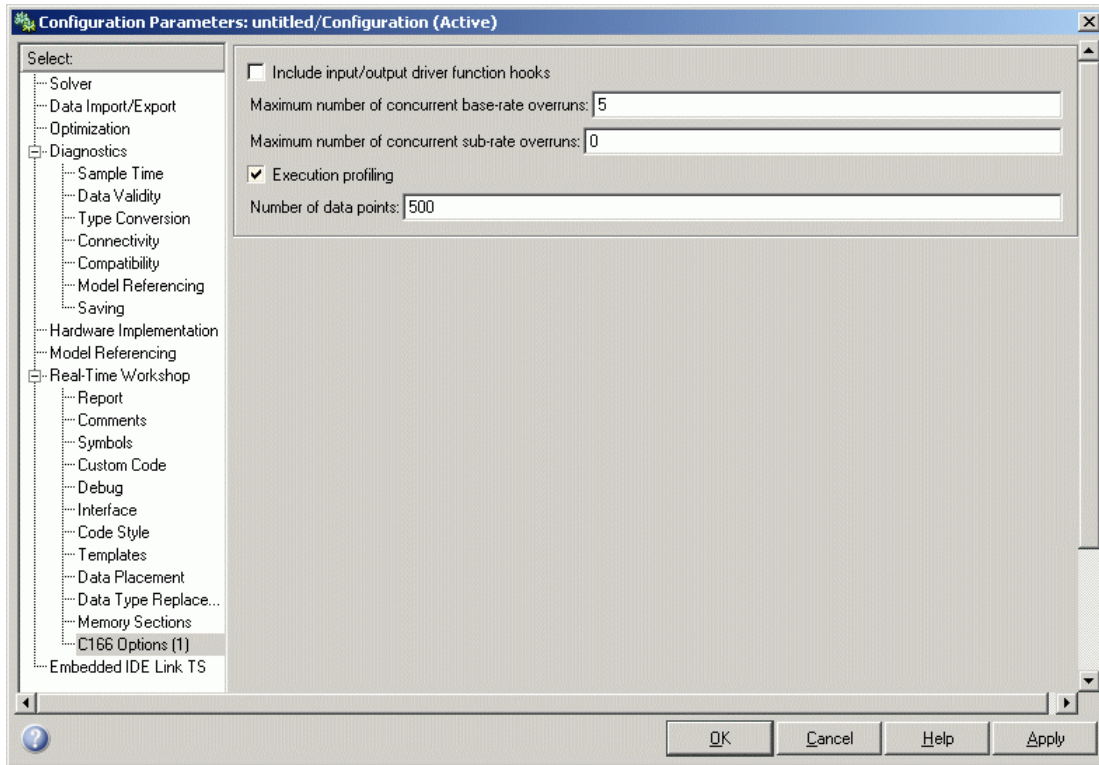 Configuration Parameters: untitled/Configuration (Active)
Select:
Solver
Data Import/Export
Optimization
Diagnostics
Sample Time
Data Validity
Type Conversion
Connectivity
Compatibility
Model Referencing
Saving
Hardware Implementation
Model Referencing
Real-Time Workshop
Report
Comments
Symbols
Custom Code
Debug
Interface
Code Style
Templates
Data Placement
Data Type Replace...
Memory Sections
C166 Options (1)
Embedded IDE Link TS
Include input/output driver function hooks
Maximum number of concurrent base-rate overruns: 5
Maximum number of concurrent sub-rate overruns: 0
Execution profiling
Number of data points: 500
?
OK Cancel Help Apply